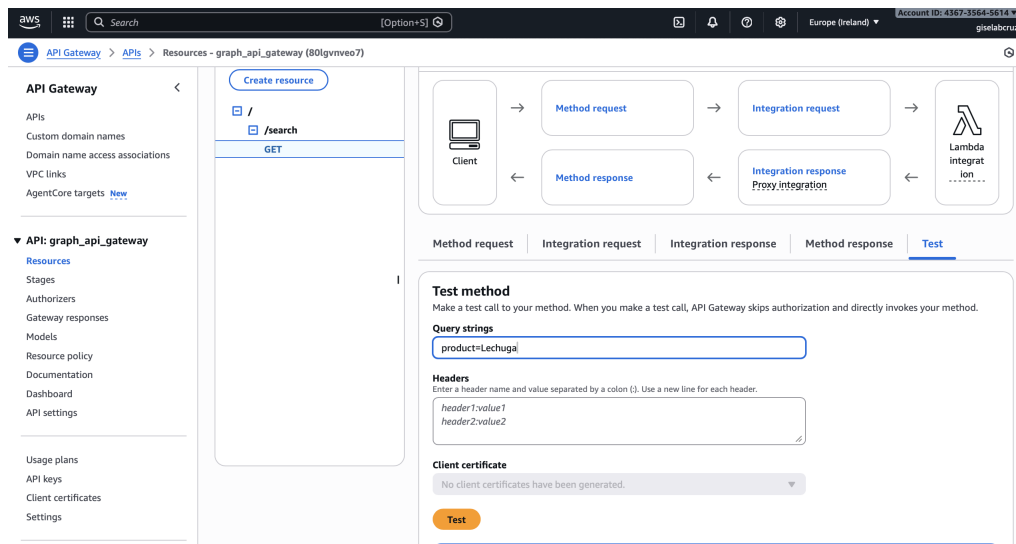 aws
Search
[Option+S]
Europe (Ireland) ▼
Account ID: 4367-3564-5614 ▼
API Gateway > APIs > Resources - graph_api_gateway (80lgvnveo7)
API Gateway
APIs
Custom domain names
Domain name access associations
VPC links
AgentCore targets New
▼ API: graph_api_gateway
Resources
Stages
Authorizers
Gateway responses
Models
Resource policy
Documentation
Dashboard
API settings
Usage plans
API keys
Client certificates
Settings
Create resource
/
/search
GET
Client
Method request
Integration request
Method response
Integration response
Proxy integration
Lambda
integrat
ion
Method request
Integration request
Integration response
Method response
Test
Test method
Make a test call to your method. When you make a test call, API Gateway skips authorization and directly invokes your method.
Query strings
product=Lechuga
Headers
Enter a header name and value separated by a colon (:). Use a new line for each header.
header1:value1
header2:value2
Client certificate
No client certificates have been generated.
Test